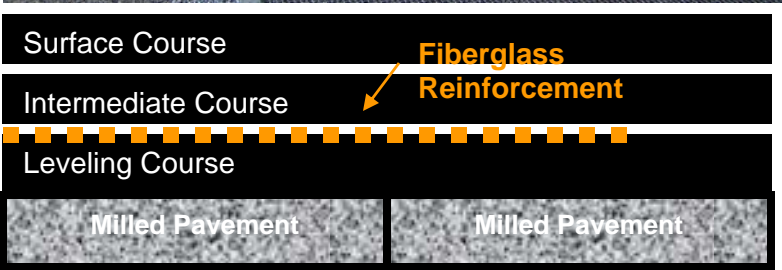 Surface Course
Fiberglass
Reinforcement
Intermediate Course
Leveling Course
Milled Pavement
Milled Pavement